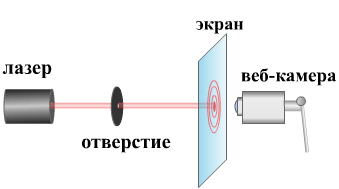 экран
лазер
веб-камера
отверстие